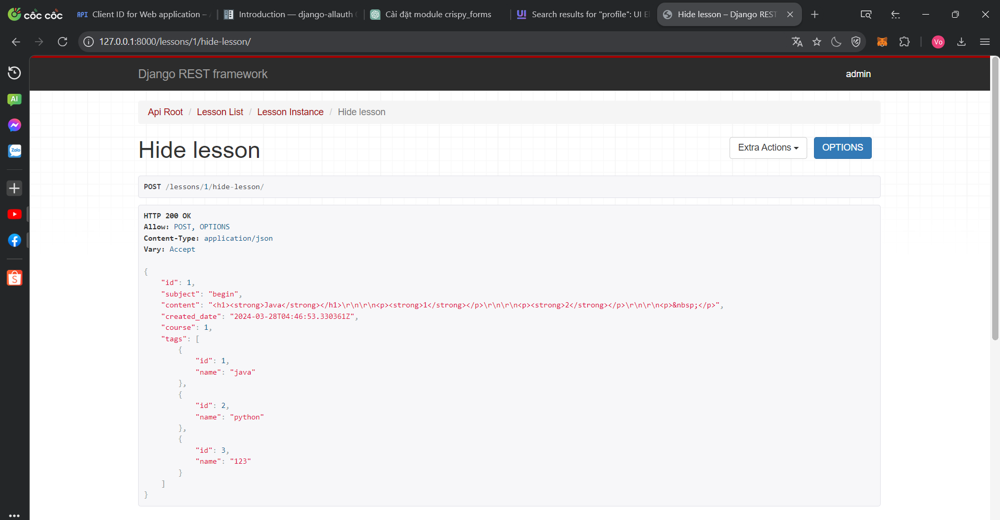 cốc cốc
API Client ID for Web application –
Introduction — django-allauth
Cài đặt module crispy_forms
UI Search results for "profile": UI El
Hide lesson – Django REST
127.0.0.1:8000/lessons/1/hide-lesson/
Vo
AI
Zalo
Django REST framework
admin
Api Root / Lesson List / Lesson Instance / Hide lesson
Hide lesson
Extra Actions
OPTIONS
POST /lessons/1/hide-lesson/
HTTP 200 OK
Allow: POST, OPTIONS
Content-Type: application/json
Vary: Accept
{
"id": 1,
"subject": "begin",
"content": "<h1><strong>Java</strong></h1>\r\n\r\n<p><strong>1</strong></p>\r\n\r\n<p><strong>2</strong></p>\r\n\r\n<p>&nbsp;</p>",
"created_date": "2024-03-28T04:46:53.330361Z",
"course": 1,
"tags": [
{
"id": 1,
"name": "java"
},
{
"id": 2,
"name": "python"
},
{
"id": 3,
"name": "123"
}
]
}